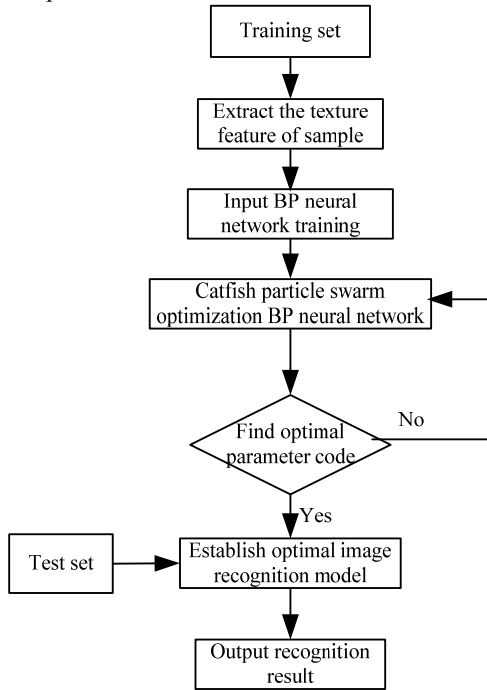 Training set
Extract the texture
feature of sample
Input BP neural
network training
Catfish particle swarm
optimization BP neural network
Find optimal
parameter code
No
Yes
Test set
Establish optimal image
recognition model
Output recognition
result